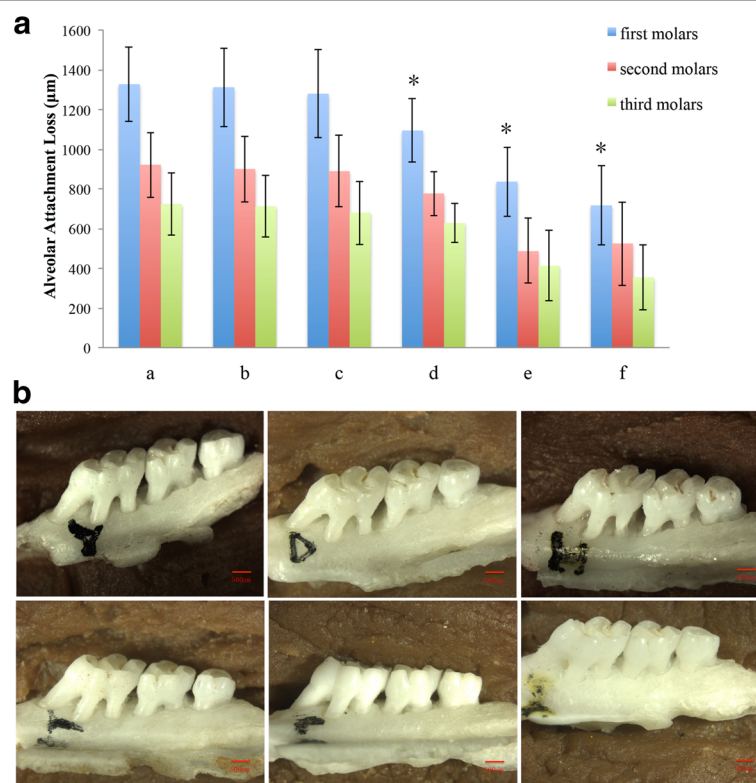 a
1600
1400
1200
1000
800
600
400
200
0
Alveolar Attachment Loss (μm)
first molars
second molars
third molars
*
*
*
a b c d e f
b